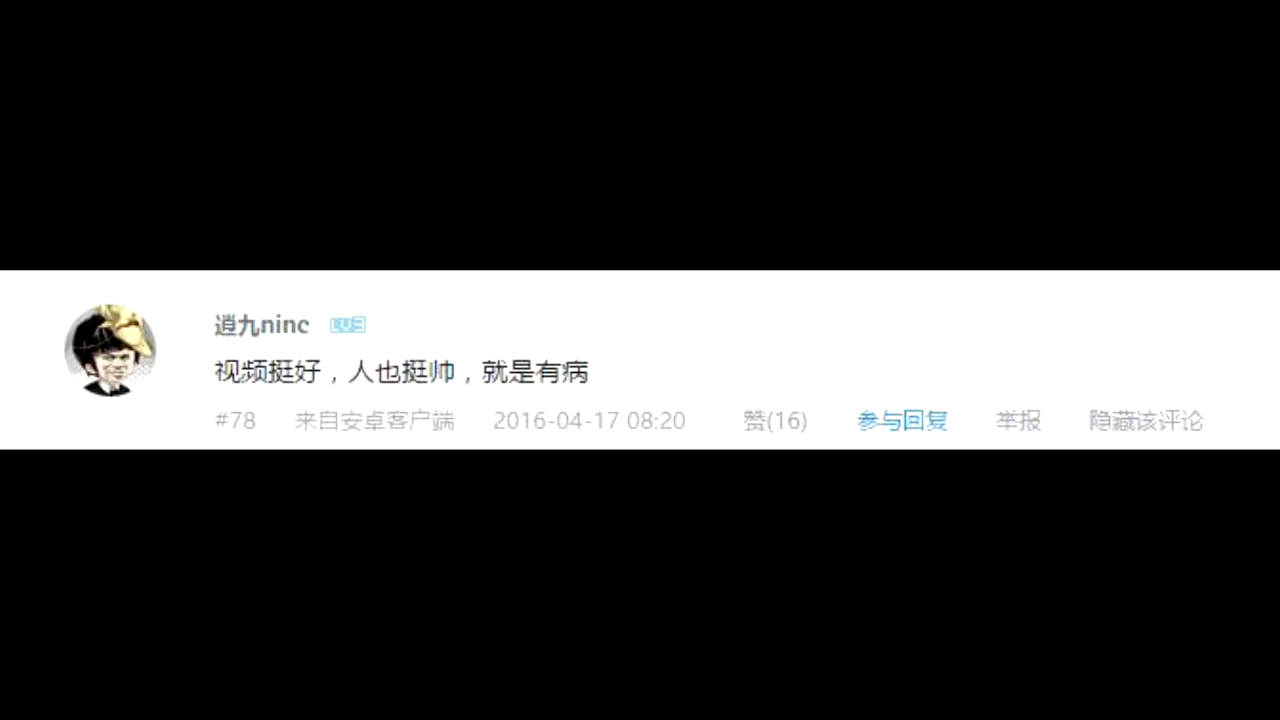 逍九nine
视频挺好，人也挺帅，就是有病
#78 来自安卓客户端 2016-04-17 08:20 赞(16) 参与回复 举报 隐藏该评论